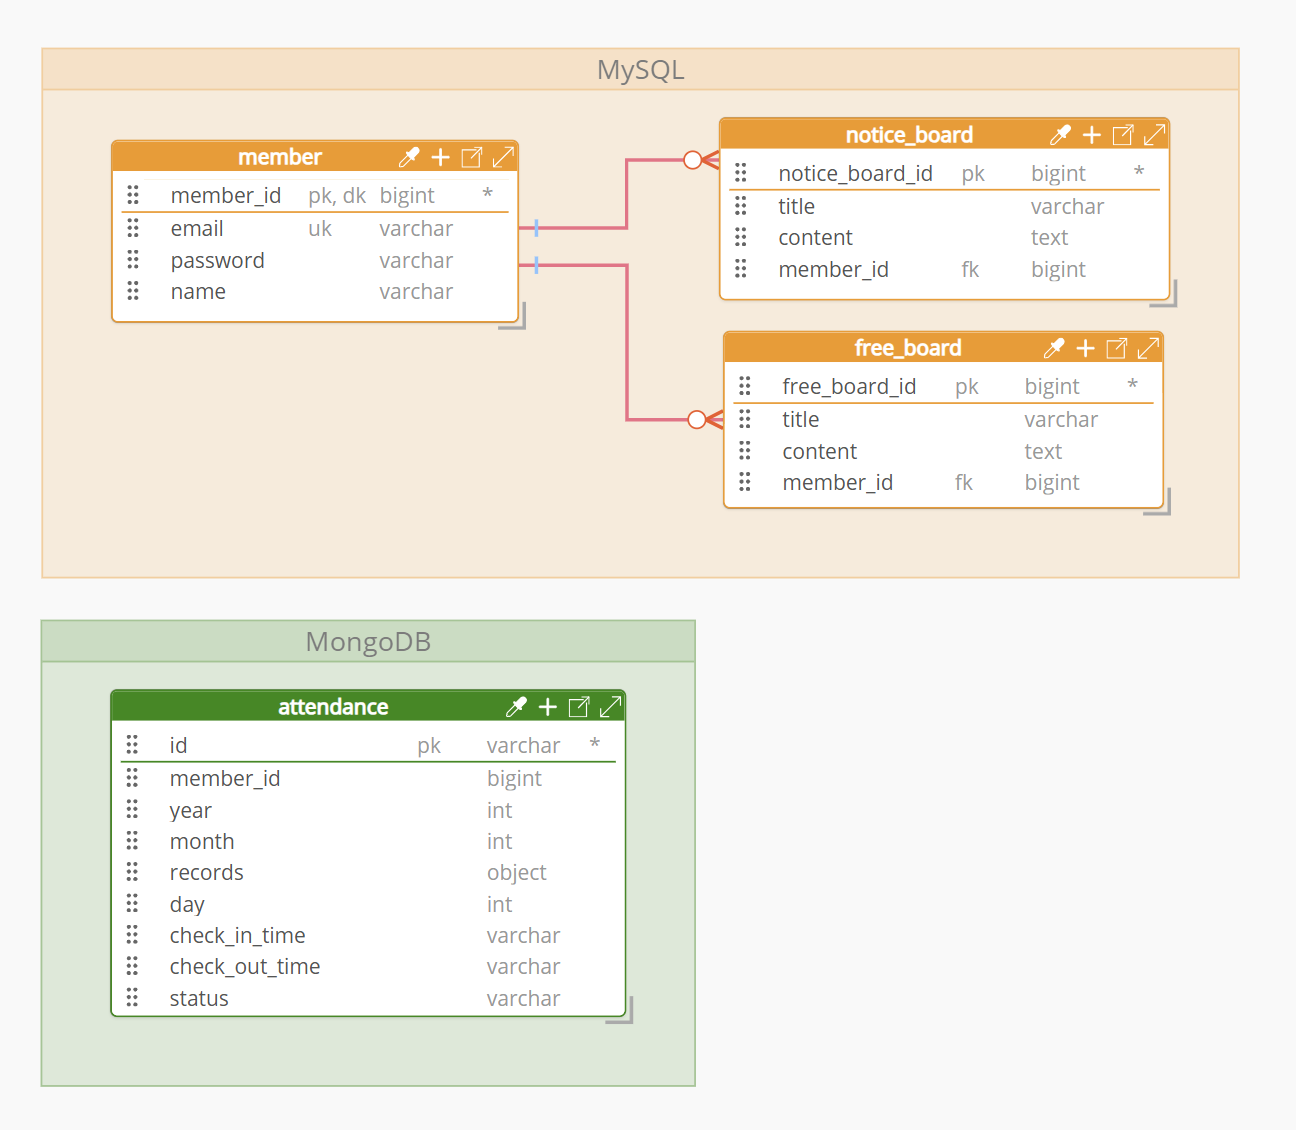 MySQL
member
member_id pk, dk bigint *
email uk varchar
password varchar
name varchar
notice_board
notice_board_id pk bigint *
title varchar
content text
member_id fk bigint
free_board
free_board_id pk bigint *
title varchar
content text
member_id fk bigint
MongoDB
attendance
id pk varchar *
member_id bigint
year int
month int
records object
day int
check_in_time varchar
check_out_time varchar
status varchar